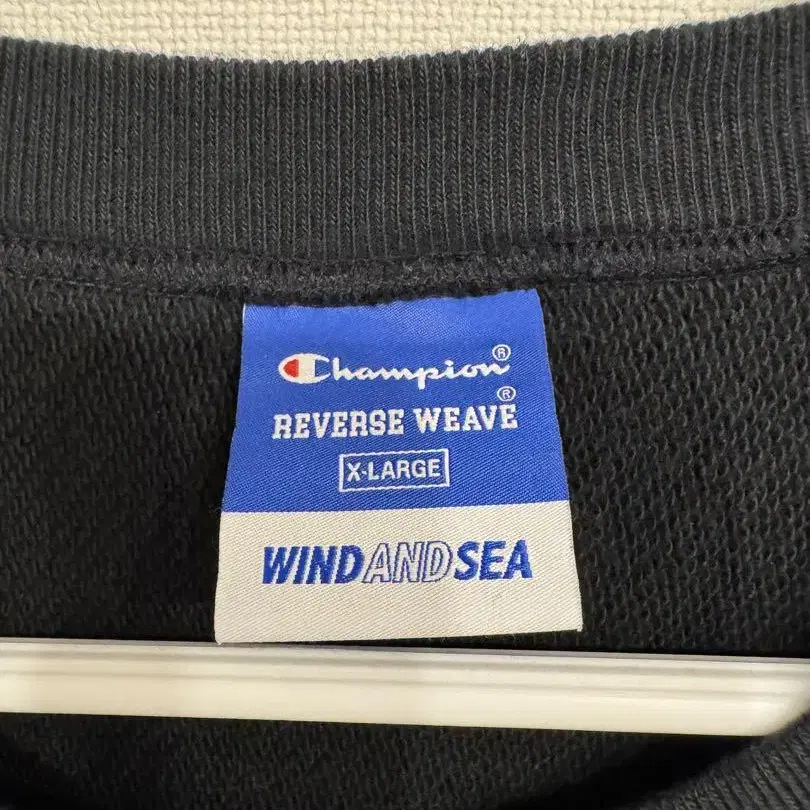 Champion®
REVERSE WEAVE®
X-LARGE
WIND AND SEA